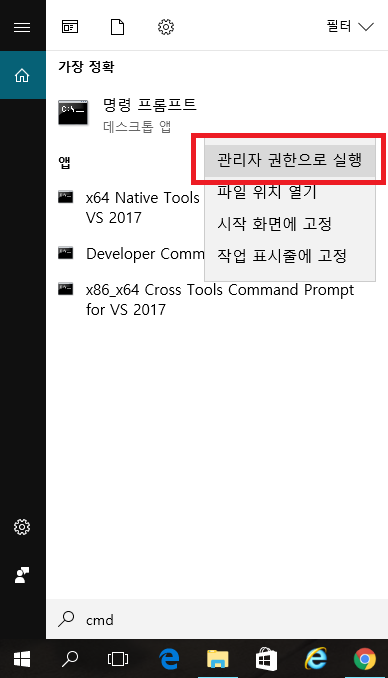 필터
가장 정확
명령 프롬프트
데스크톱 앱
앱
관리자 권한으로 실행
파일 위치 열기
시작 화면에 고정
작업 표시줄에 고정
x64 Native Tools
VS 2017
Developer Comm
x86_x64 Cross Tools Command Prompt
for VS 2017
cmd